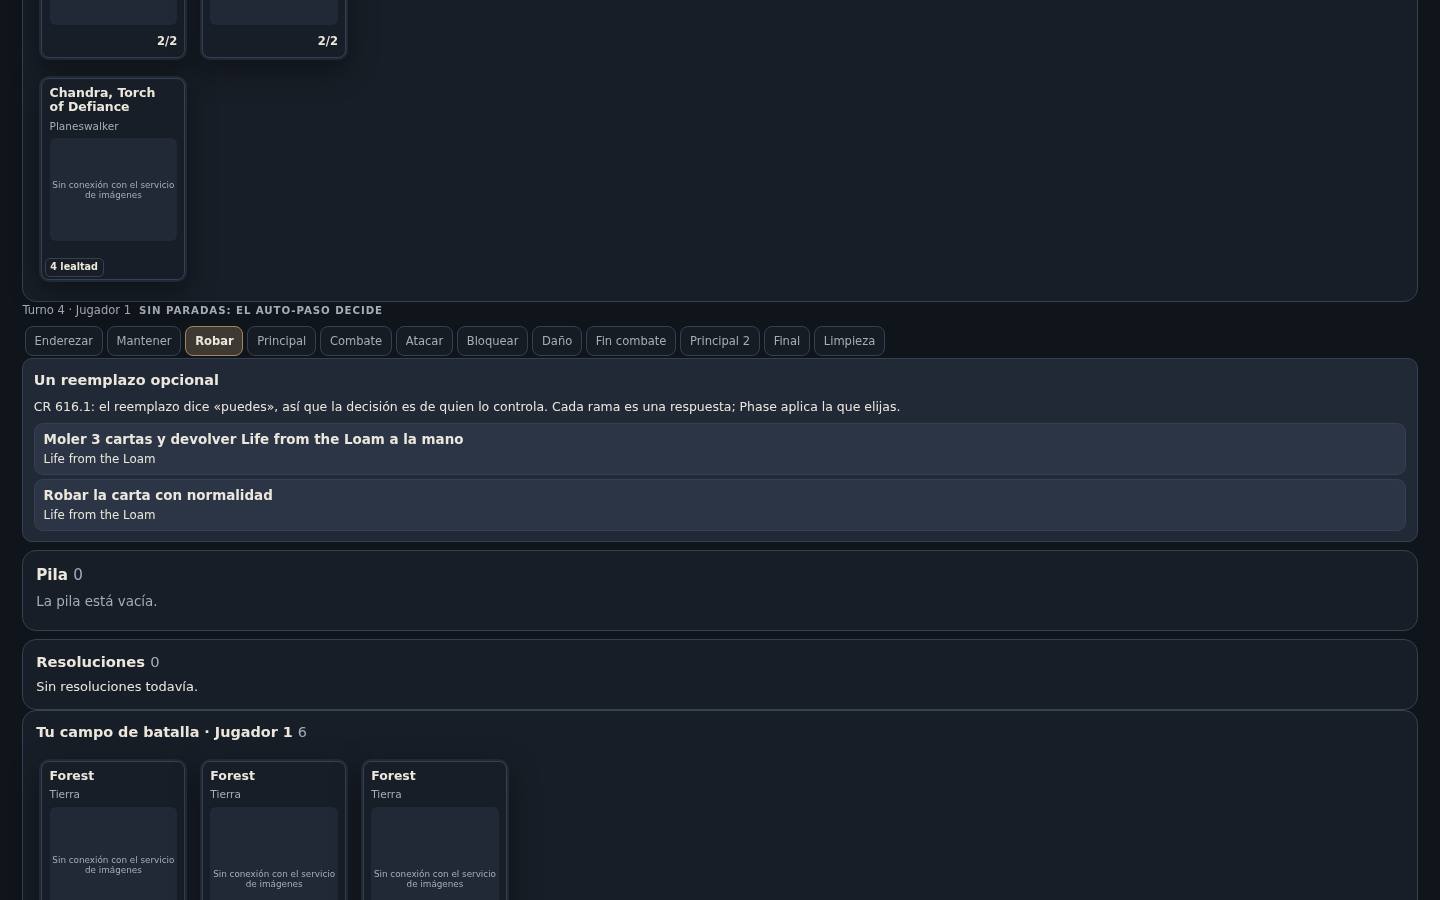 2/2
2/2
Chandra, Torch
of Defiance
Planeswalker
Sin conexión con el servicio
de imágenes
4 lealtad
Turno 4 · Jugador 1 SIN PARADAS: EL AUTO-PASO DECIDE
Enderezar
Mantener
Robar
Principal
Combate
Atacar
Bloquear
Daño
Fin combate
Principal 2
Final
Limpieza
Un reemplazo opcional
CR 616.1: el reemplazo dice «puedes», así que la decisión es de quien lo controla. Cada rama es una respuesta; Phase aplica la que elijas.
Moler 3 cartas y devolver Life from the Loam a la mano
Life from the Loam
Robar la carta con normalidad
Life from the Loam
Pila 0
La pila está vacía.
Resoluciones 0
Sin resoluciones todavía.
Tu campo de batalla · Jugador 1 6
Forest
Tierra
Sin conexión con el servicio
de imágenes
Forest
Tierra
Sin conexión con el servicio
de imágenes
Forest
Tierra
Sin conexión con el servicio
de imágenes